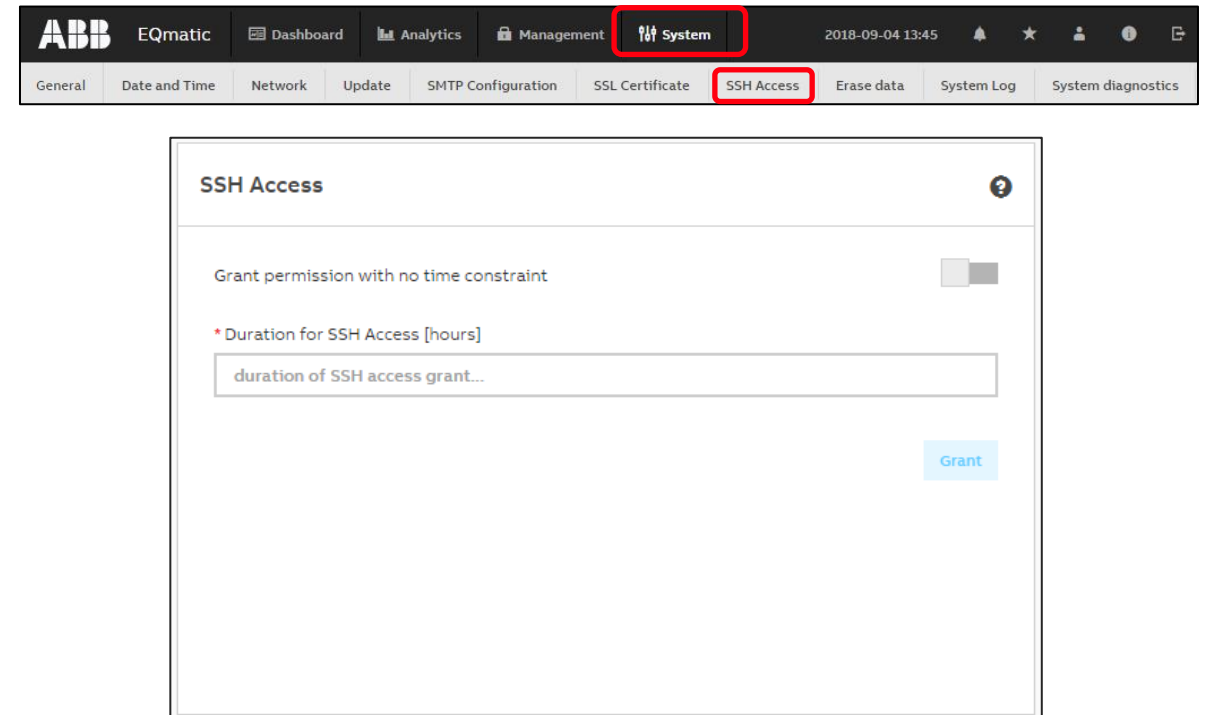 ABB EQmatic Dashboard Analytics Management System 2018-09-04 13:45
General Date and Time Network Update SMTP Configuration SSL Certificate SSH Access Erase data System Log System diagnostics
SSH Access
Grant permission with no time constraint
* Duration for SSH Access [hours]
duration of SSH access grant...
Grant